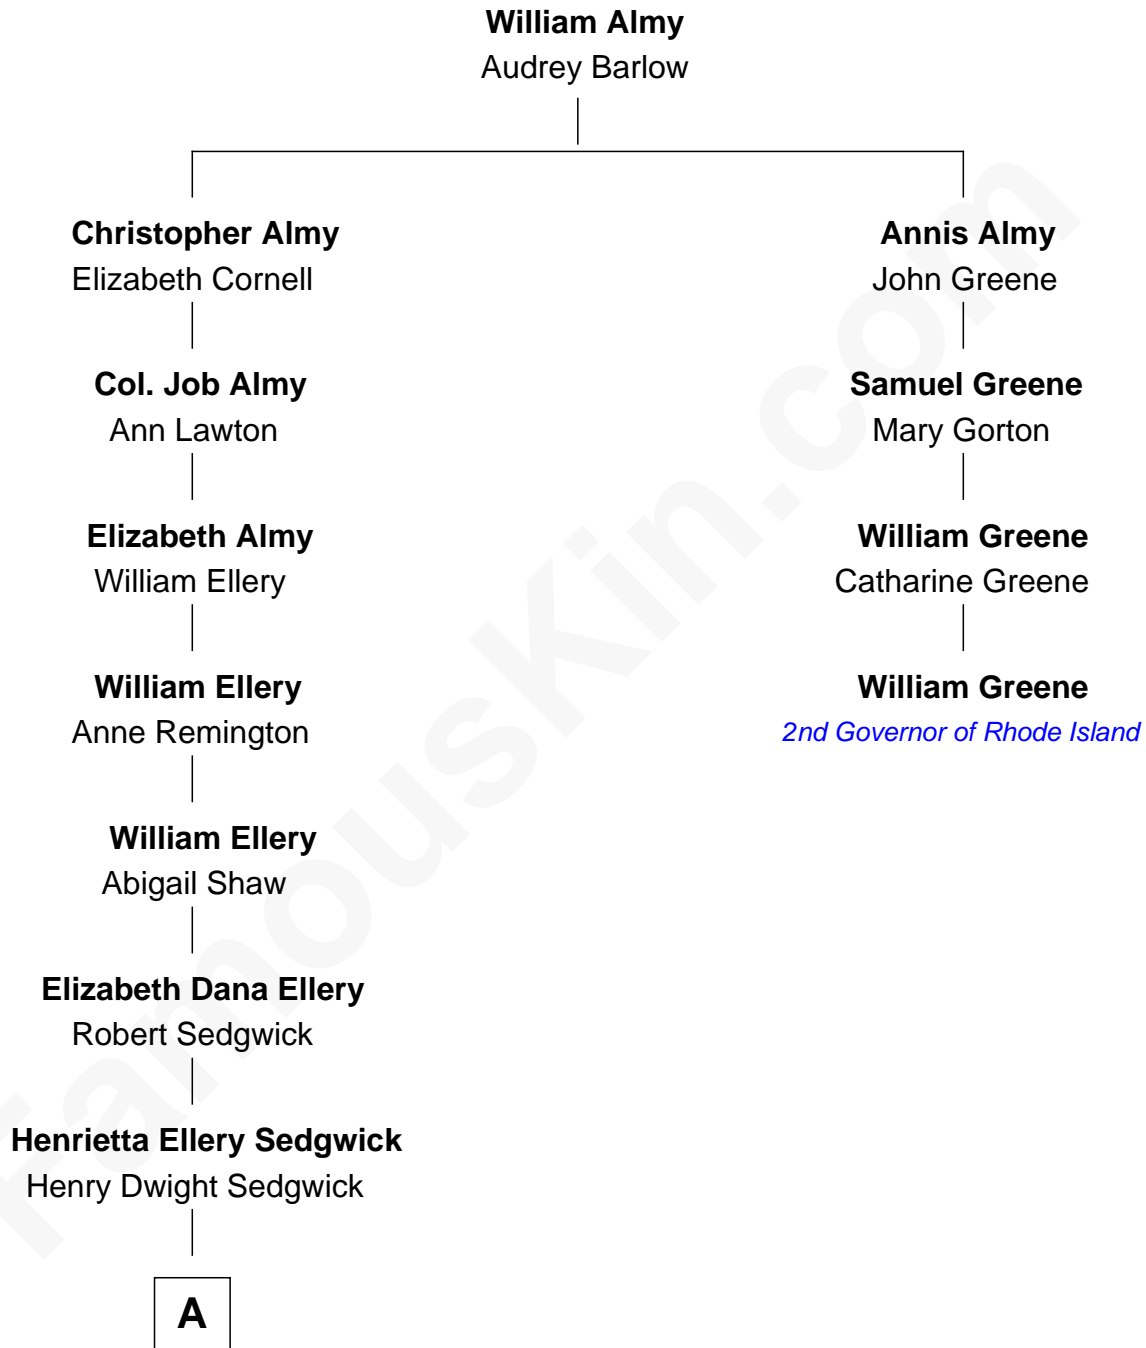 William Almy
Audrey Barlow
Christopher Almy
Elizabeth Cornell
Annis Almy
John Greene
Col. Job Almy
Ann Lawton
Samuel Greene
Mary Gorton
Elizabeth Almy
William Ellery
William Greene
Catharine Greene
William Ellery
Anne Remington
William Greene
2nd Governor of Rhode Island
William Ellery
Abigail Shaw
Elizabeth Dana Ellery
Robert Sedgwick
Henrietta Ellery Sedgwick
Henry Dwight Sedgwick
A
FamousKin.com